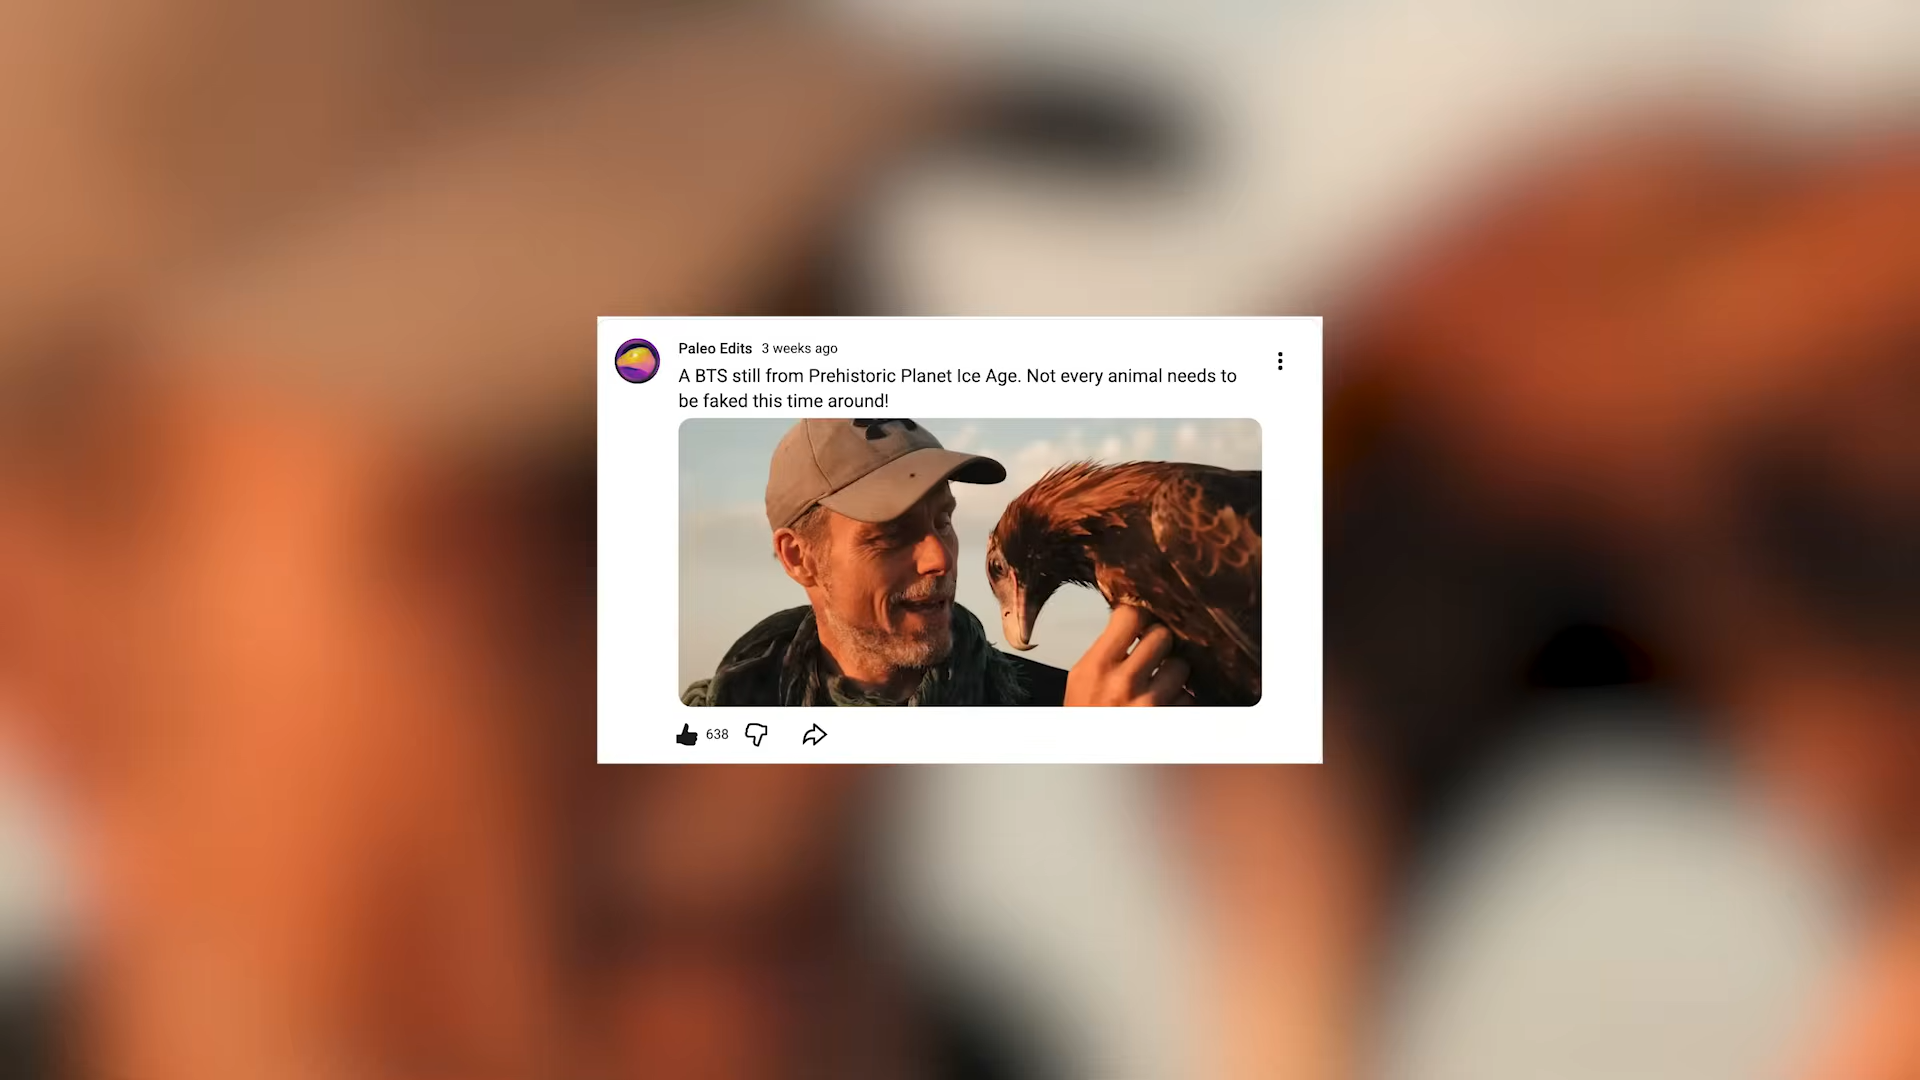 Paleo Edits 3 weeks ago
A BTS still from Prehistoric Planet Ice Age. Not every animal needs to
be faked this time around!
638